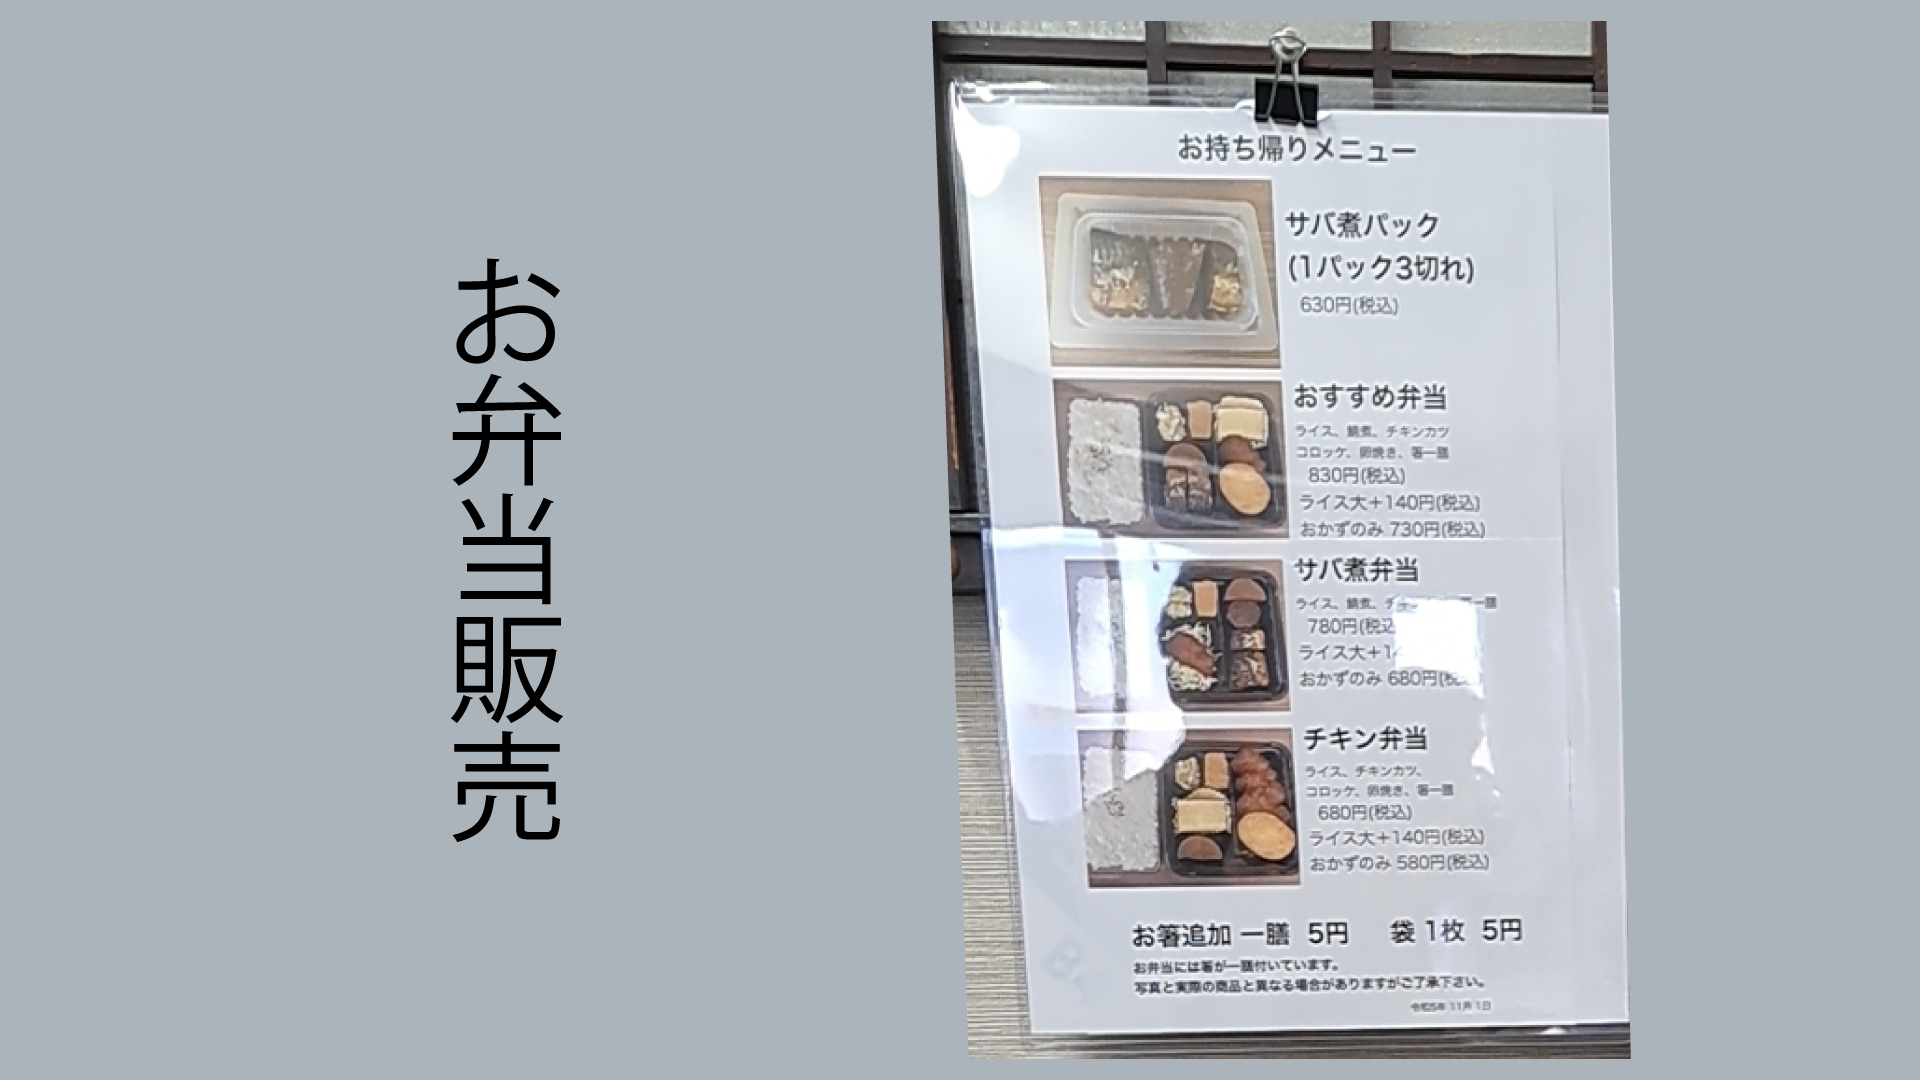 お弁当販売
お持ち帰りメニュー
サバ煮パック
(1パック3切れ)
630円(税込)
おすすめ弁当
ライス、鯖煮、チキンカツ
コロッケ、卵焼き、箸一膳
830円(税込)
ライス大+140円(税込)
おかずのみ 730円(税込)
サバ煮弁当
ライス、鯖煮、
780円(税込
ライス大+14
おかずのみ 680円(税込)
チキン弁当
ライス、チキンカツ、
コロッケ、卵焼き、箸一膳
680円(税込)
ライス大+140円(税込)
おかずのみ 580円(税込)
お箸追加 一膳 5円 袋 1枚 5円
お弁当には箸が一膳付いています。
写真と実際の商品と異なる場合がありますがご了承下さい。
令和5年 11月 1日